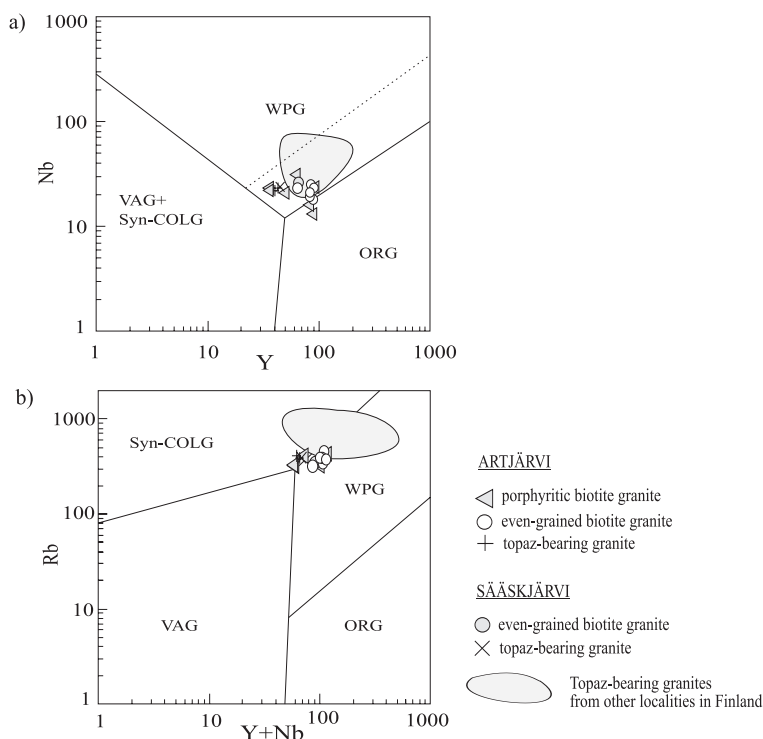 a)
1000
100
10
1
Nb
WPG
VAG+
Syn-COLG
ORG
1
10
100
1000
Y
b)
1000
100
10
1
Rb
Syn-COLG
WPG
VAG
ORG
1
10
100
1000
Y+Nb
ARTJÄRVI
porphyritic biotite granite
even-grained biotite granite
topaz-bearing granite
SÄÄSKJÄRVI
even-grained biotite granite
topaz-bearing granite
Topaz-bearing granites
from other localities in Finland